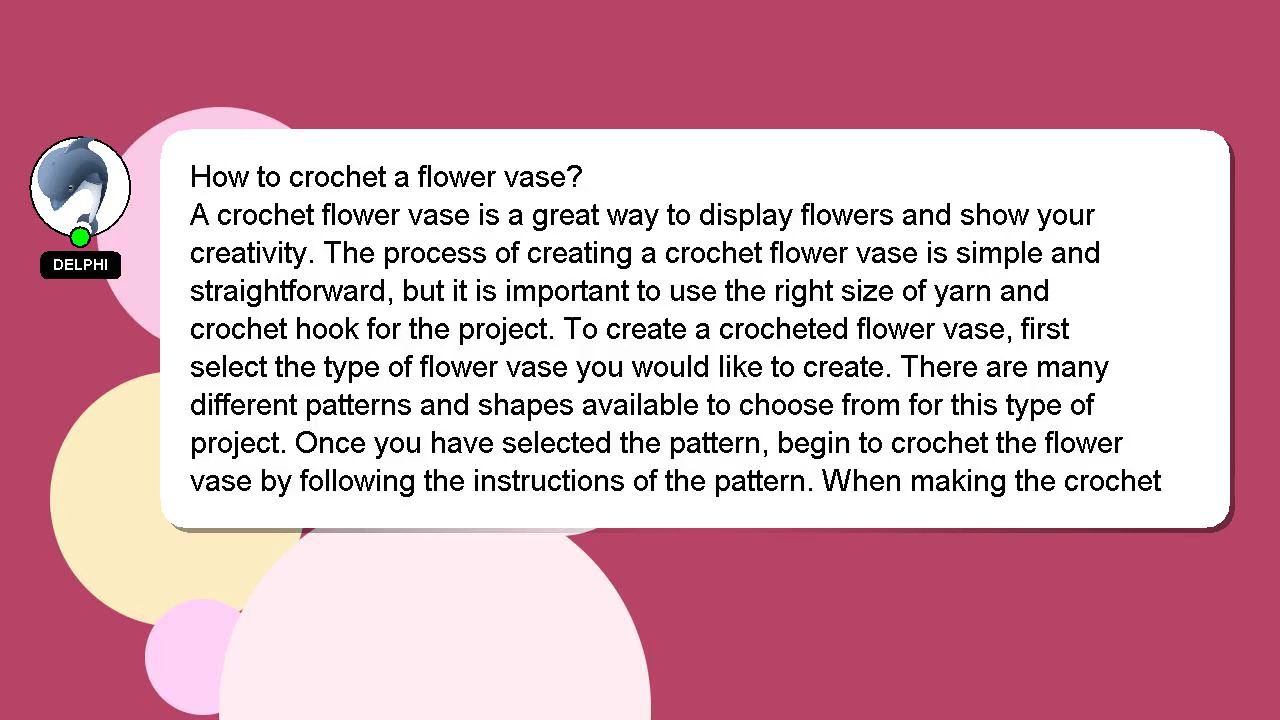 How to crochet a flower vase?
A crochet flower vase is a great way to display flowers and show your
creativity. The process of creating a crochet flower vase is simple and
straightforward, but it is important to use the right size of yarn and
crochet hook for the project. To create a crocheted flower vase, first
select the type of flower vase you would like to create. There are many
different patterns and shapes available to choose from for this type of
project. Once you have selected the pattern, begin to crochet the flower
vase by following the instructions of the pattern. When making the crochet
DELPHI